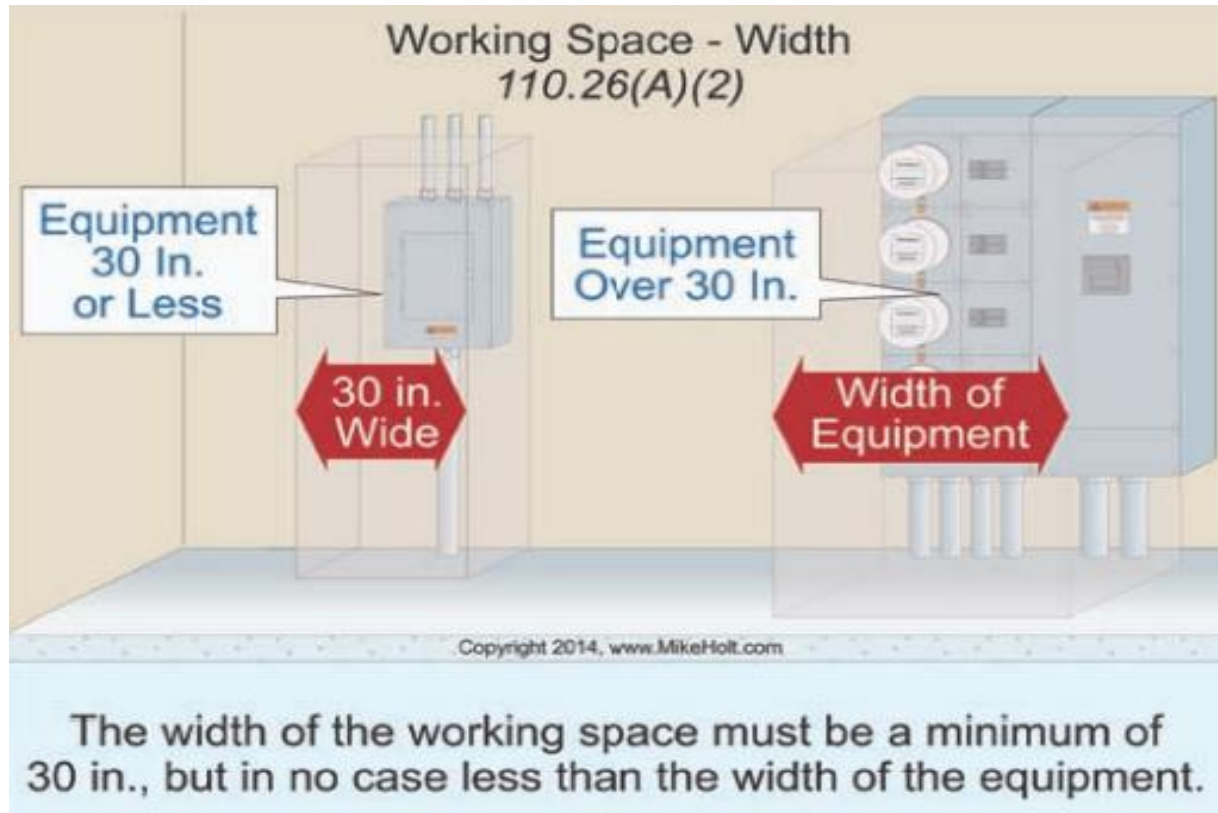 Working Space - Width
110.26(A)(2)
Equipment
30 In.
or Less
Equipment
Over 30 In.
30 in.
Wide
Width of
Equipment
Copyright 2014, www.MikeHolt.com
The width of the working space must be a minimum of
30 in., but in no case less than the width of the equipment.